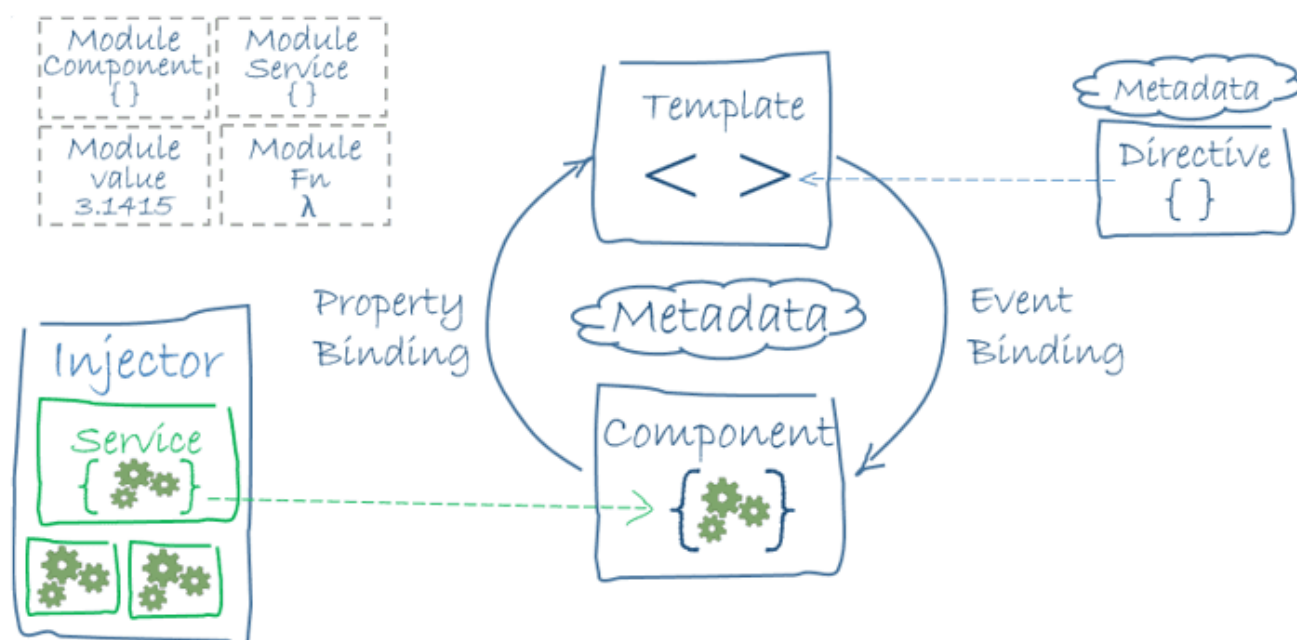 Module
Component
{ }
Module
Service
{ }
Module
value
3.1415
Module
Fn
λ
Template
< >
Metadata
Directive
{ }
Property
Binding
Metadata
Event
Binding
Injector
Service
{ }
Component
{ }